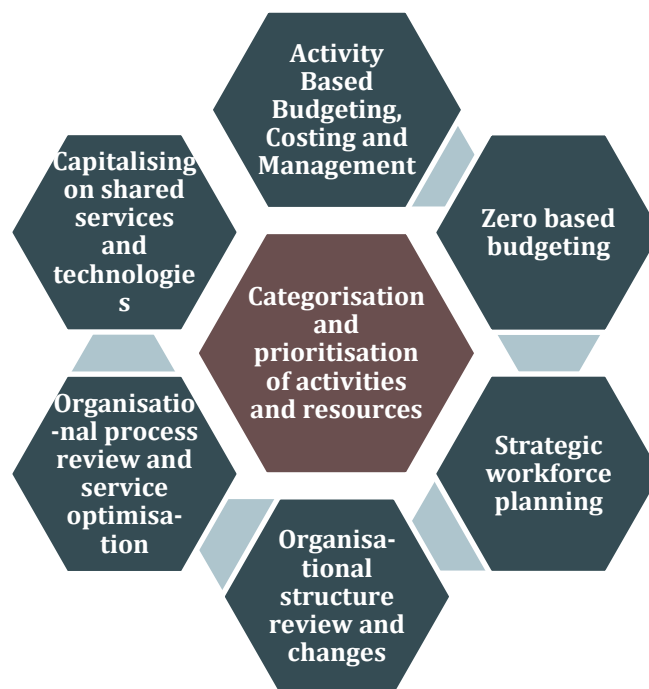 Activity
Based
Budgeting,
Costing and
Management
Zero based
budgeting
Strategic
workforce
planning
Organisa-
tional
structure
review and
changes
Organisatio
-nal process
review and
service
optimisa-
tion
Capitalising
on shared
services
and
technologie
s
Categorisation
and
prioritisation
of activities
and resources